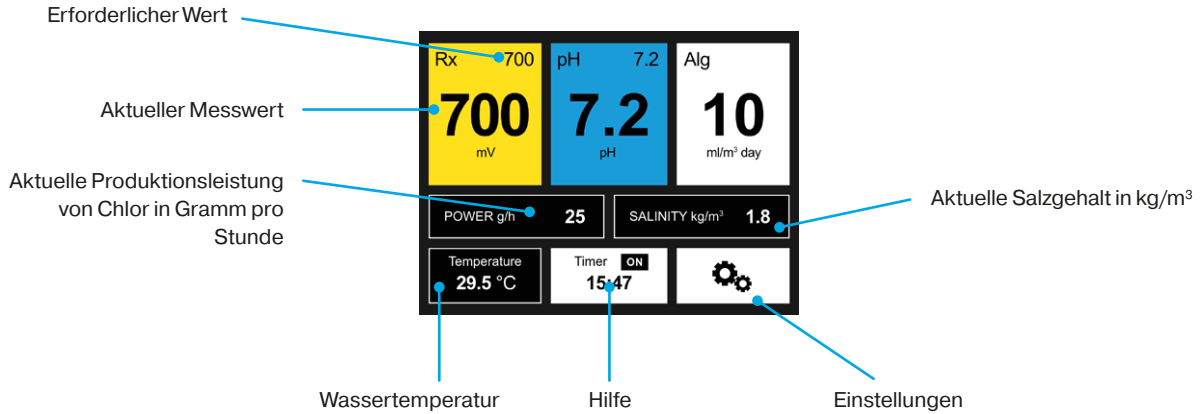 Erforderlicher Wert
Rx 700
700
mV
pH 7.2
7.2
pH
Alg
10
ml/m³ day
Aktueller Messwert
Aktuelle Produktionsleistung
von Chlor in Gramm pro
Stunde
POWER g/h 25
SALINITY kg/m³ 1.8
Aktuelle Salzgehalt in kg/m³
Temperature
29.5 °C
Timer ON
15:47
Wassertemperatur
Hilfe
Einstellungen